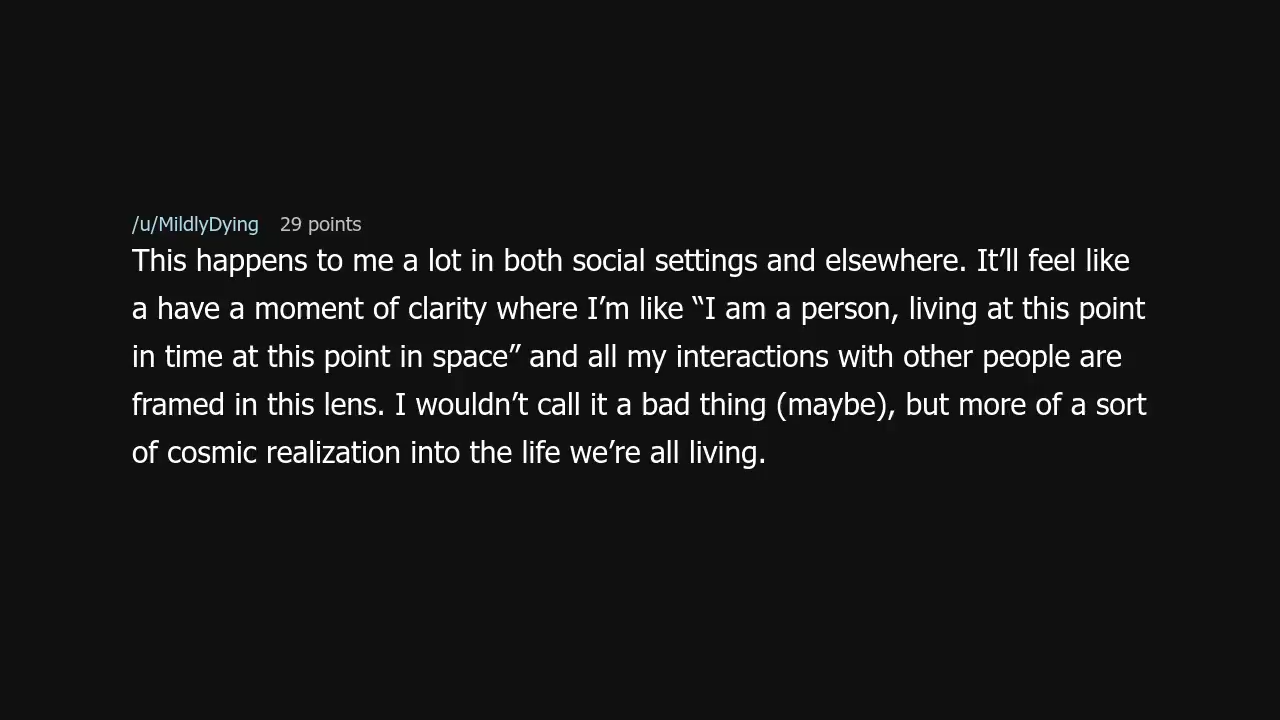 /u/MildlyDying 29 points
This happens to me a lot in both social settings and elsewhere. It’ll feel like
a have a moment of clarity where I’m like “I am a person, living at this point
in time at this point in space” and all my interactions with other people are
framed in this lens. I wouldn’t call it a bad thing (maybe), but more of a sort
of cosmic realization into the life we’re all living.